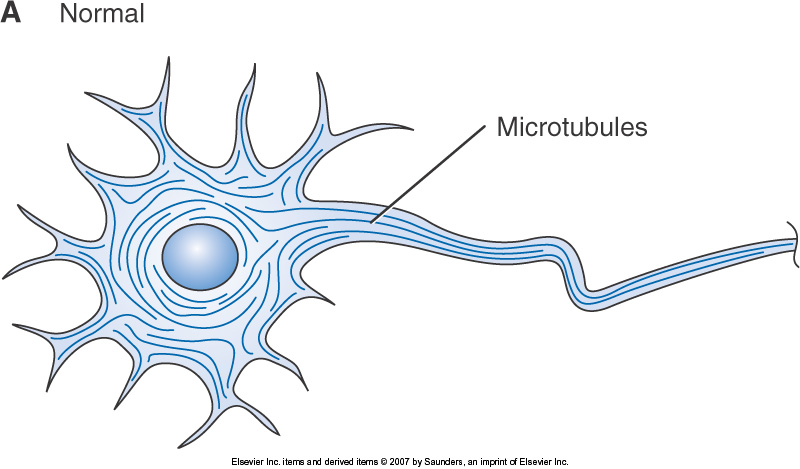 A Normal
Microtubules
Elsevier Inc. items and derived items © 2007 by Saunders, an imprint of Elsevier Inc.